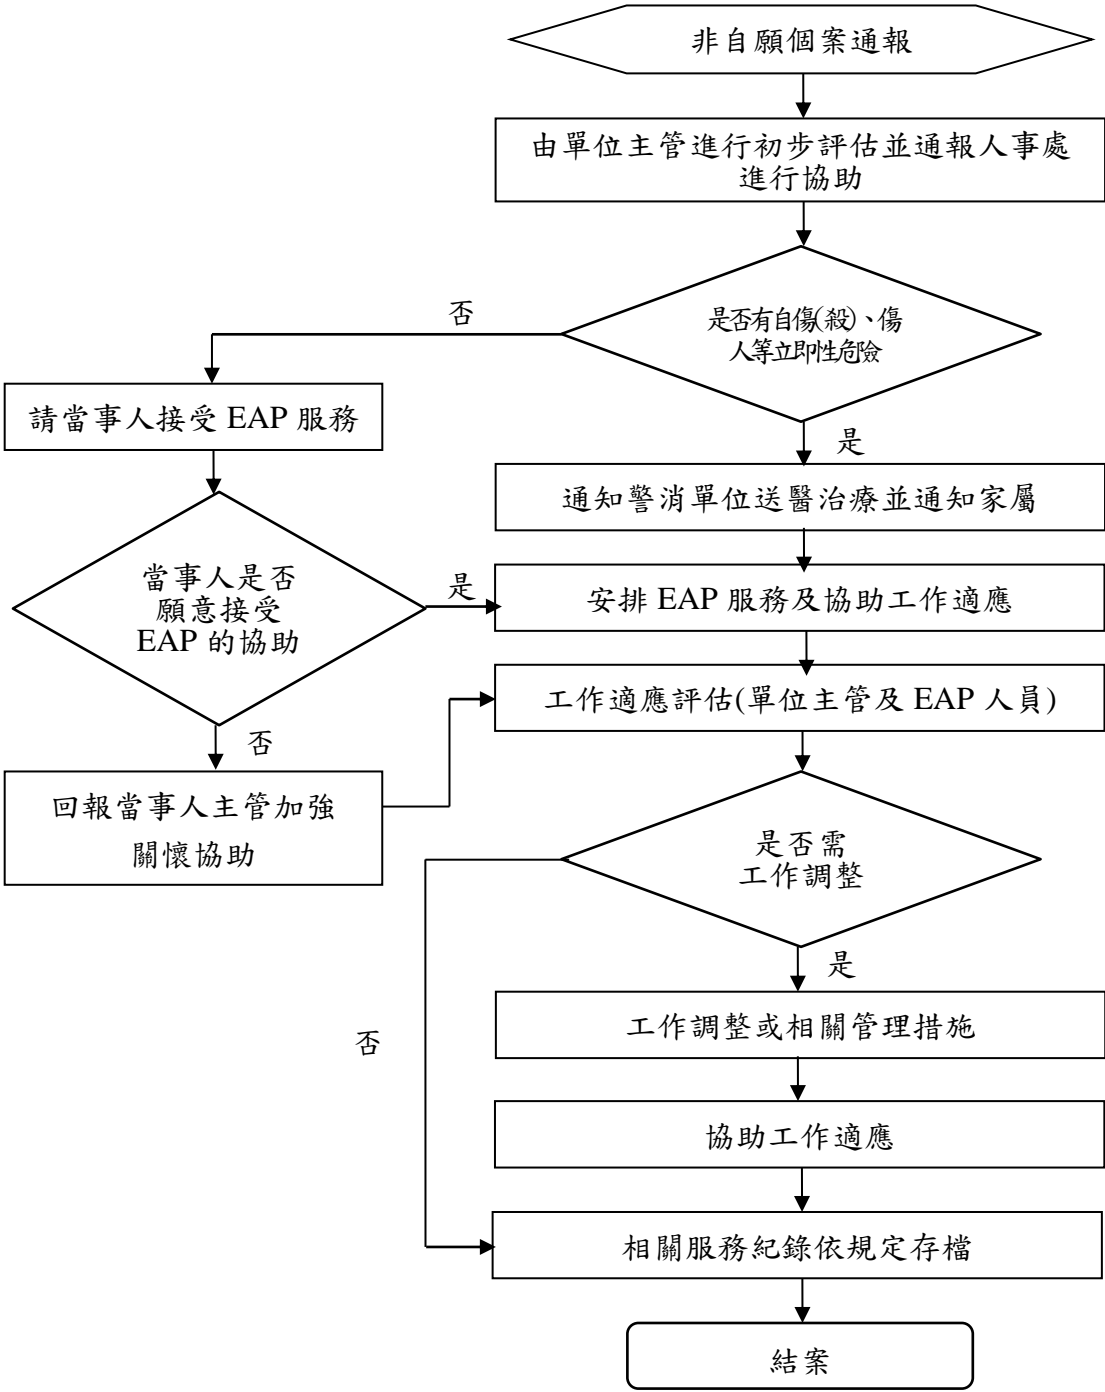 非自願個案通報
由單位主管進行初步評估並通報人事處
進行協助
是否有自傷(殺)、傷
人等立即性危險
否
請當事人接受 EAP 服務
是
通知警消單位送醫治療並通知家屬
當事人是否
願意接受
EAP 的協助
是
安排 EAP 服務及協助工作適應
工作適應評估(單位主管及 EAP 人員)
否
回報當事人主管加強
關懷協助
是否需
工作調整
是
工作調整或相關管理措施
否
協助工作適應
相關服務紀錄依規定存檔
結案